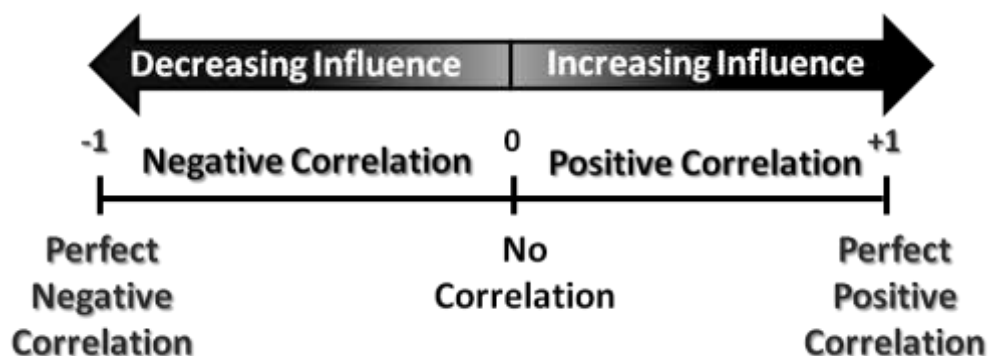 Decreasing Influence Increasing Influence
-1 0 +1
Negative Correlation Positive Correlation
Perfect No Perfect
Negative Correlation Positive
Correlation Correlation